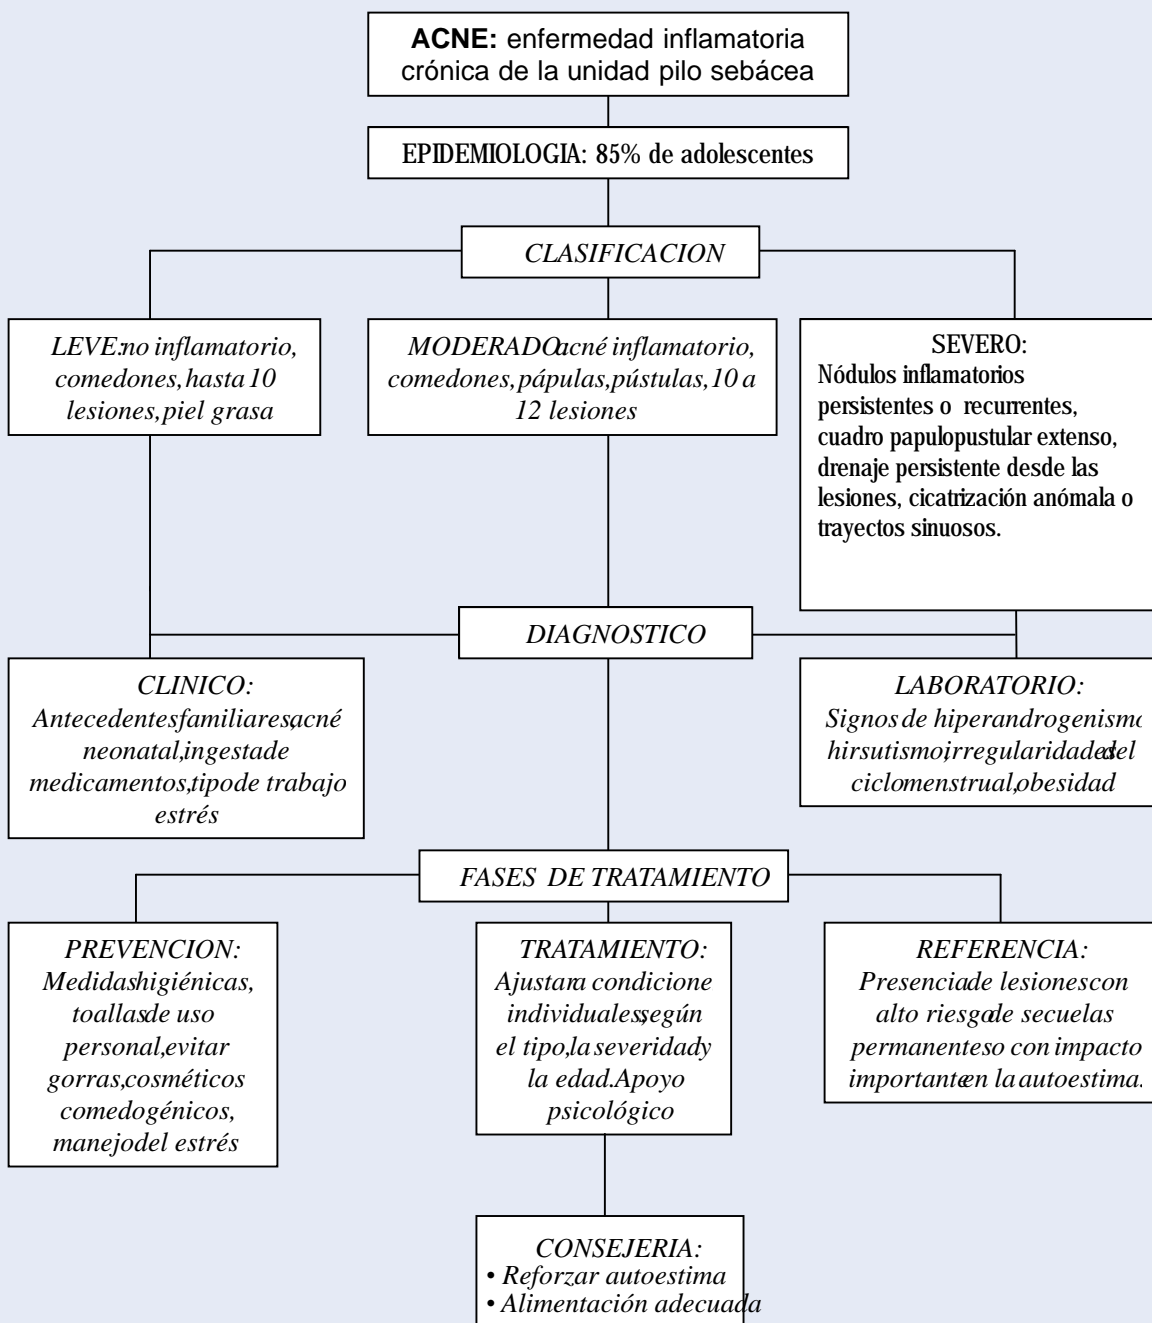 ACNE: enfermedad inflamatoria
crónica de la unidad pilo sebácea
EPIDEMIOLOGIA: 85% de adolescentes
CLASIFICACION
LEVE:no inflamatorio,
comedones, hasta 10
lesiones, piel grasa
MODERADO:acné inflamatorio,
comedones, pápulas, pústulas, 10 a
12 lesiones
SEVERO:
Nódulos inflamatorios
persistentes o recurrentes,
cuadro papulopustular extenso,
drenaje persistente desde las
lesiones, cicatrización anómala o
trayectos sinuosos.
DIAGNOSTICO
CLINICO:
Antecedentes familiares, acné
neonatal, ingesta de
medicamentos, tipo de trabajo
estrés
LABORATORIO:
Signos de hiperandrogenismo
hirsutismo, irregularidades del
ciclo menstrual, obesidad
FASES DE TRATAMIENTO
PREVENCION:
Medidas higiénicas,
toallas de uso
personal, evitar
gorras, cosméticos
comedogénicos,
manejo del estrés
TRATAMIENTO:
Ajustar a condicione
individuales, según
el tipo, la severidad y
la edad. Apoyo
psicológico
REFERENCIA:
Presencia de lesiones con
alto riesgo de secuelas
permanentes o con impacto
importante en la autoestima.
CONSEJERIA:
• Reforzar autoestima
• Alimentación adecuada